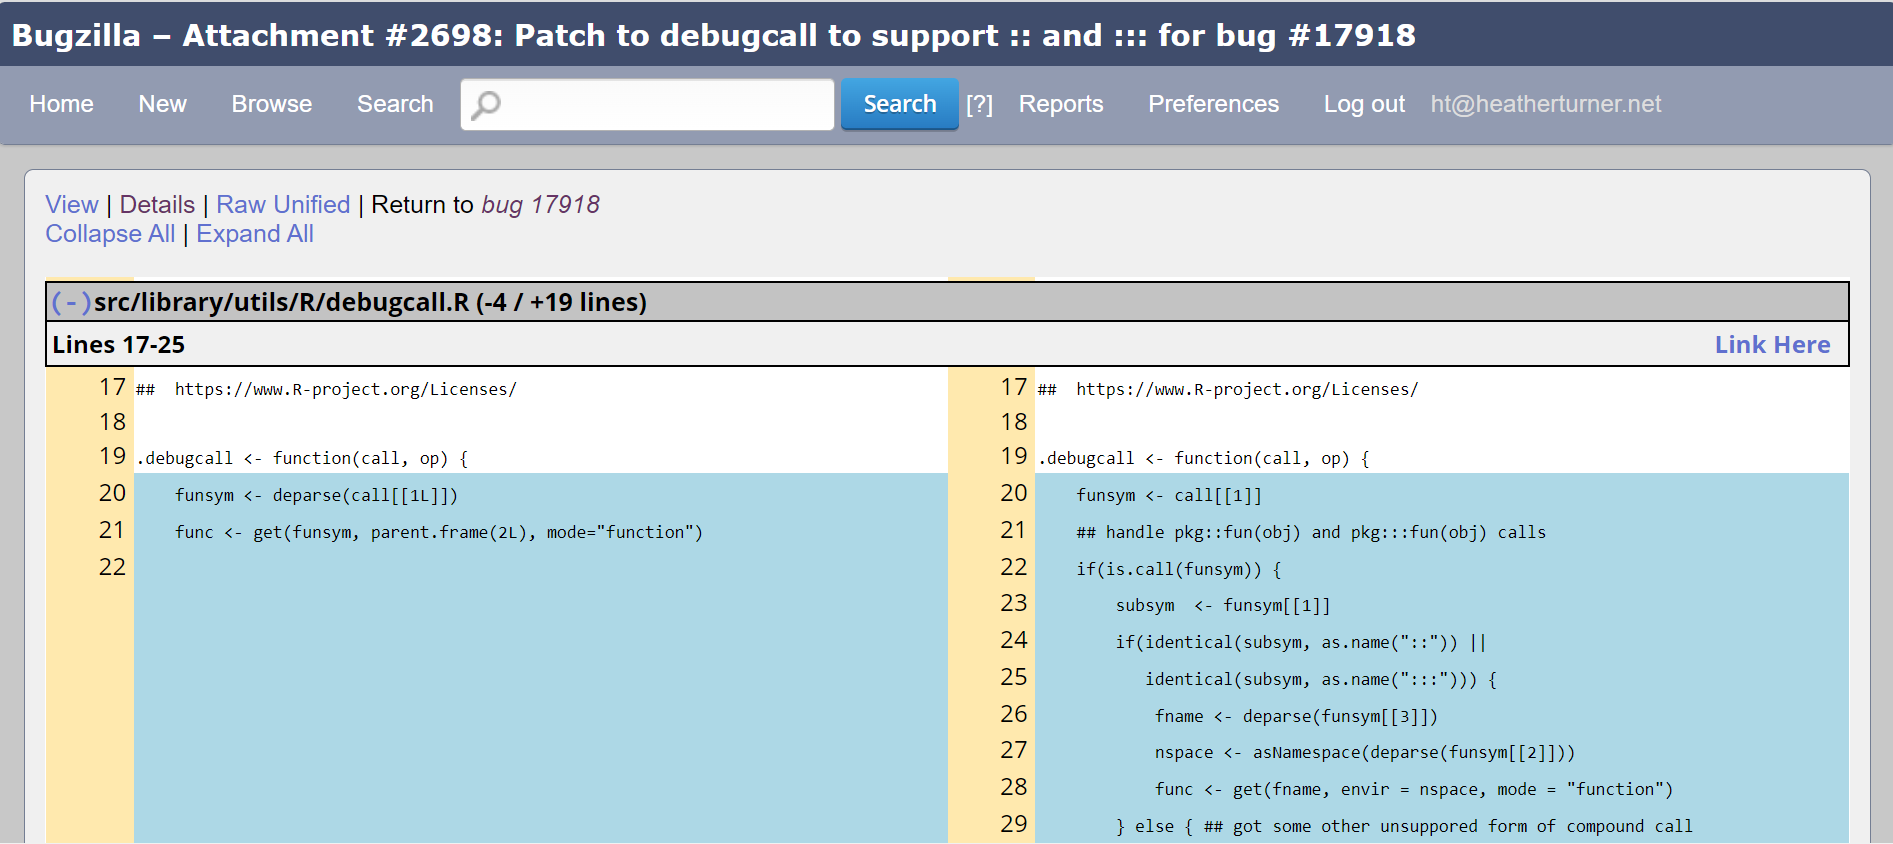 Bugzilla – Attachment #2698: Patch to debugcall to support :: and ::: for bug #17918
Home New Browse Search Search [?] Reports Preferences Log out ht@heatherturner.net
View | Details | Raw Unified | Return to bug 17918
Collapse All | Expand All
(-)src/library/utils/R/debugcall.R (-4 / +19 lines)
Lines 17-25 Link Here
17 ##  https://www.R-project.org/Licenses/ 17 ##  https://www.R-project.org/Licenses/
18 18
19 .debugcall <- function(call, op) { 19 .debugcall <- function(call, op) {
20     funsym <- deparse(call[[1L]]) 20     funsym <- call[[1]]
21     func <- get(funsym, parent.frame(2L), mode="function") 21     ## handle pkg::fun(obj) and pkg:::fun(obj) calls
22 22     if(is.call(funsym)) {
23         subsym  <- funsym[[1]]
24         if(identical(subsym, as.name("::")) ||
25            identical(subsym, as.name(":::"))) {
26             fname <- deparse(funsym[[3]])
27             nspace <- asNamespace(deparse(funsym[[2]]))
28             func <- get(fname, envir = nspace, mode = "function")
29         } else { ## got some other unsuppored form of compound call